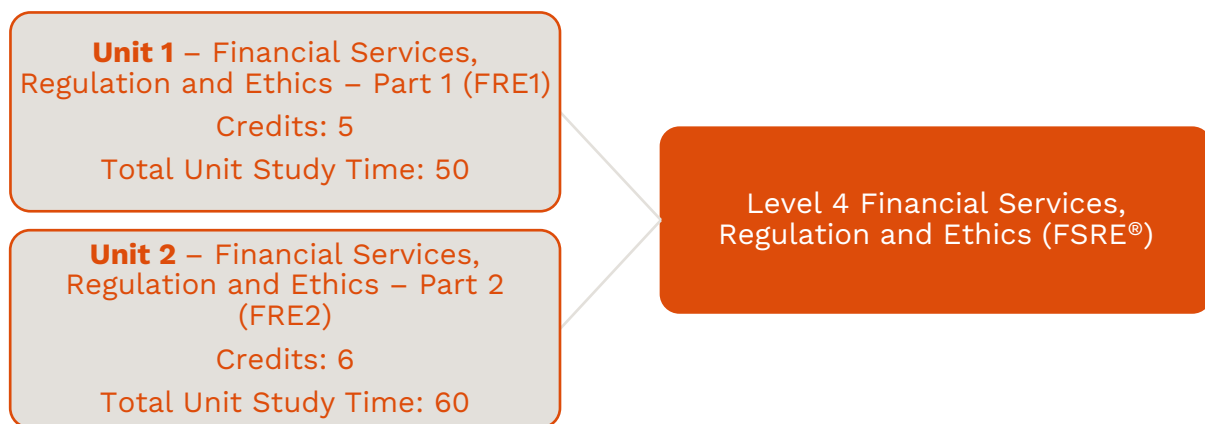 Unit 1 – Financial Services,
Regulation and Ethics – Part 1 (FRE1)
Credits: 5
Total Unit Study Time: 50
Unit 2 – Financial Services,
Regulation and Ethics – Part 2
(FRE2)
Credits: 6
Total Unit Study Time: 60
Level 4 Financial Services,
Regulation and Ethics (FSRE®)